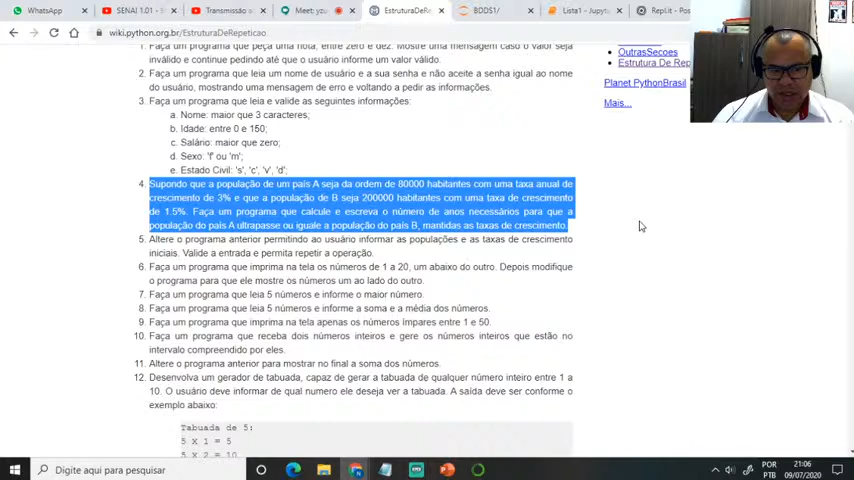 WhatsApp
SENAI 1.01 - S
Transmissão a
Meet: yzu
EstruturaDeRe
BDDS1/
Lista1 - Jupyte
Repl.it - Pos
wiki.python.org.br/EstruturaDeRepeticao
1. Faça um programa que peça uma nota, entre zero e dez. Mostre uma mensagem caso o valor seja
inválido e continue pedindo até que o usuário informe um valor válido.
2. Faça um programa que leia um nome de usuário e a sua senha e não aceite a senha igual ao nome
do usuário, mostrando uma mensagem de erro e voltando a pedir as informações.
3. Faça um programa que leia e valide as seguintes informações:
a. Nome: maior que 3 caracteres;
b. Idade: entre 0 e 150;
c. Salário: maior que zero;
d. Sexo: 'f' ou 'm';
e. Estado Civil: 's', 'c', 'v', 'd';
4. Supondo que a população de um país A seja da ordem de 80000 habitantes com uma taxa anual de
crescimento de 3% e que a população de B seja 200000 habitantes com uma taxa de crescimento
de 1.5%. Faça um programa que calcule e escreva o número de anos necessários para que a
população do país A ultrapasse ou iguale a população do país B, mantidas as taxas de crescimento.
5. Altere o programa anterior permitindo ao usuário informar as populações e as taxas de crescimento
iniciais. Valide a entrada e permita repetir a operação.
6. Faça um programa que imprima na tela os números de 1 a 20, um abaixo do outro. Depois modifique
o programa para que ele mostre os números um ao lado do outro.
7. Faça um programa que leia 5 números e informe o maior número.
8. Faça um programa que leia 5 números e informe a soma e a média dos números.
9. Faça um programa que imprima na tela apenas os números ímpares entre 1 e 50.
10. Faça um programa que receba dois números inteiros e gere os números inteiros que estão no
intervalo compreendido por eles.
11. Altere o programa anterior para mostrar no final a soma dos números.
12. Desenvolva um gerador de tabuada, capaz de gerar a tabuada de qualquer número inteiro entre 1 a
10. O usuário deve informar de qual numero ele deseja ver a tabuada. A saída deve ser conforme o
exemplo abaixo:
Tabuada de 5:
5 X 1 = 5
5 X 2 = 10
OutrasSecoes
Estrutura De Rep
Planet PythonBrasil
Mais...
Digite aqui para pesquisar
POR
PTB
21:06
09/07/2020